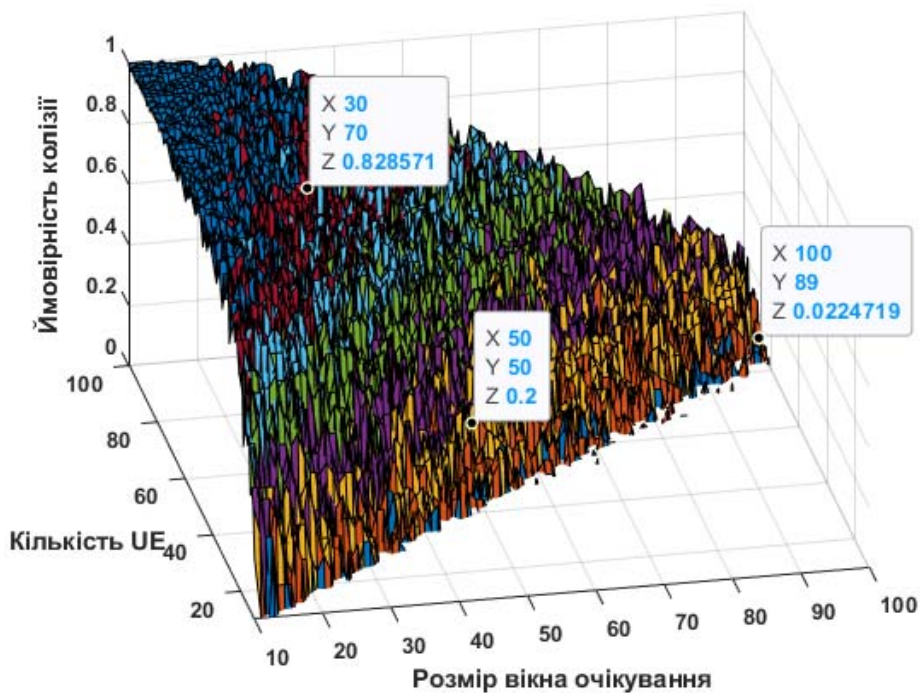 Ймовірність колізії
1
0.8
0.6
0.4
0.2
0
100
80
60
40
20
Кількість UE
10
20
30
40
50
60
70
80
90
100
Розмір вікна очікування
X 30
Y 70
Z 0.828571
X 50
Y 50
Z 0.2
X 100
Y 89
Z 0.0224719